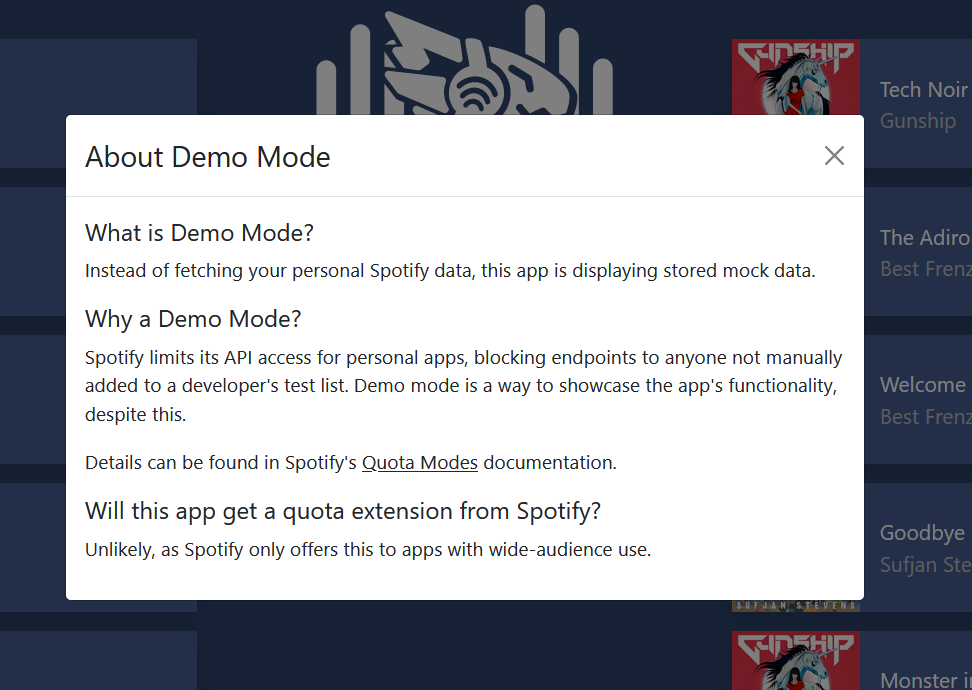 GUNSHIP
Tech Noir
Gunship
About Demo Mode
What is Demo Mode?
Instead of fetching your personal Spotify data, this app is displaying stored mock data.
The Adiro
Best Frenz
Why a Demo Mode?
Spotify limits its API access for personal apps, blocking endpoints to anyone not manually
added to a developer's test list. Demo mode is a way to showcase the app's functionality,
despite this.
Welcome
Best Frenz
Details can be found in Spotify's Quota Modes documentation.
Will this app get a quota extension from Spotify?
Unlikely, as Spotify only offers this to apps with wide-audience use.
Goodbye
Sufjan Ste
SUFJAN STEVENS
GUNSHIP
Monster i